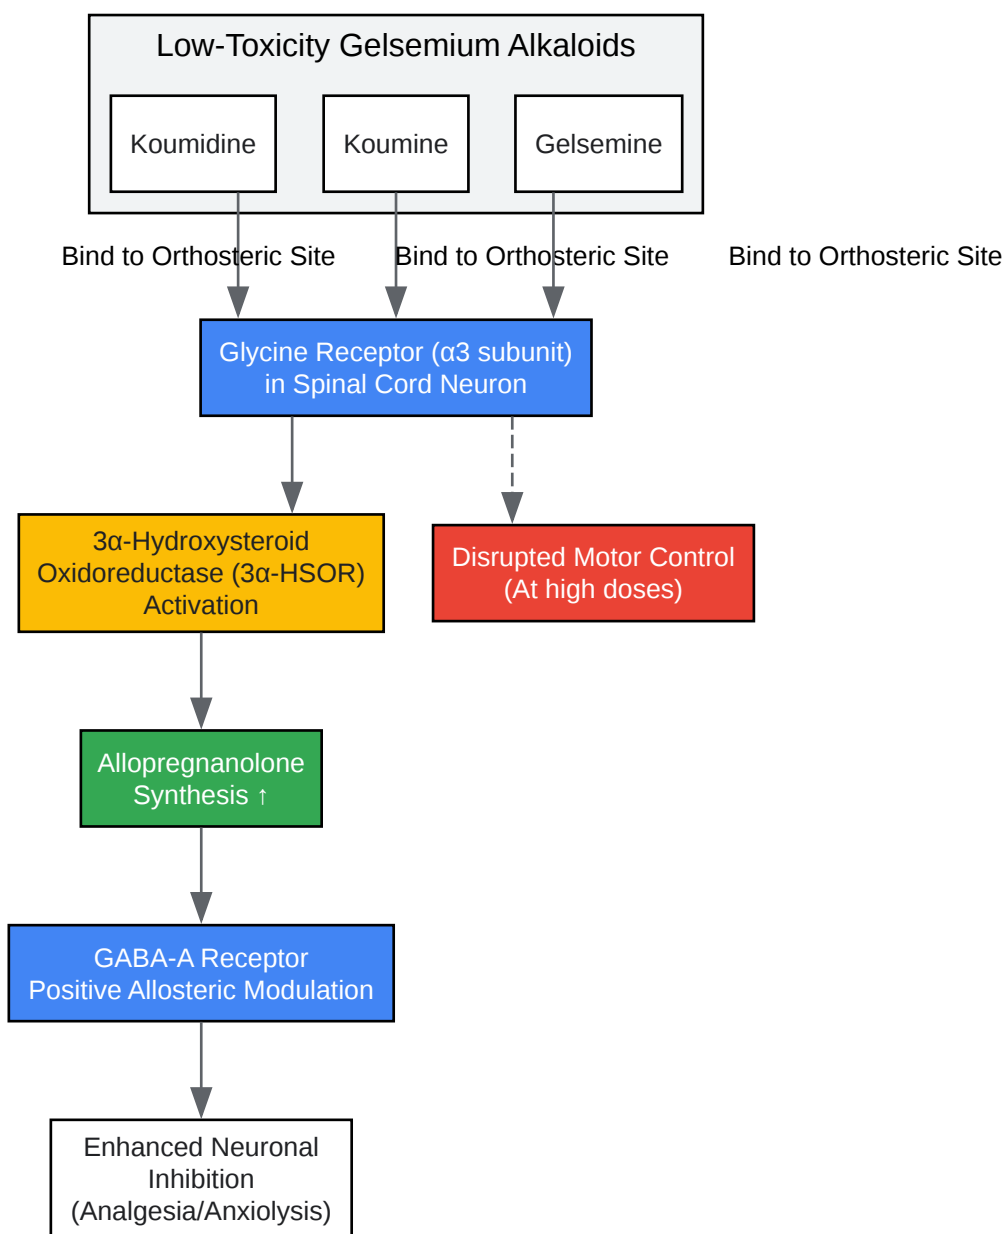 Low-Toxicity Gelsemium Alkaloids
Koumidine
Koumine
Gelsemine
Bind to Orthosteric Site
Bind to Orthosteric Site
Bind to Orthosteric Site
Glycine Receptor (α3 subunit)
in Spinal Cord Neuron
3α-Hydroxysteroid
Oxidoreductase (3α-HSOR)
Activation
Disrupted Motor Control
(At high doses)
Allopregnanolone
Synthesis ↑
GABA-A Receptor
Positive Allosteric Modulation
Enhanced Neuronal
Inhibition
(Analgesia/Anxiolysis)